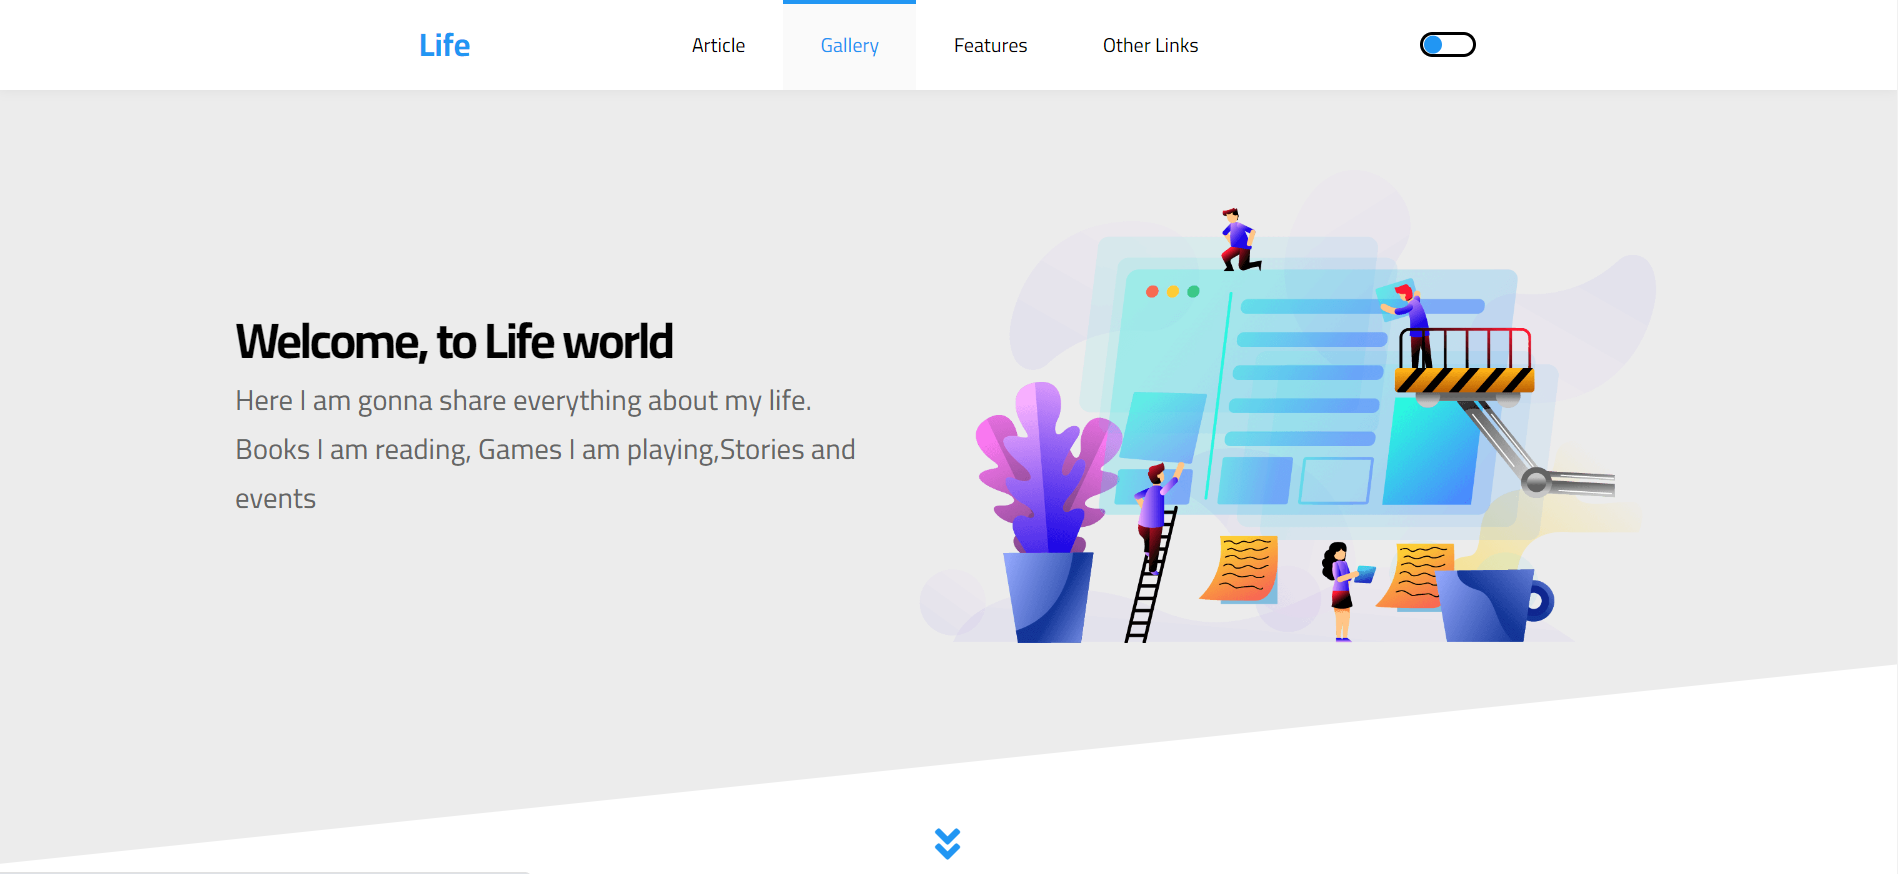 Life
Article
Gallery
Features
Other Links
Welcome, to Life world
Here I am gonna share everything about my life.
Books I am reading, Games I am playing,Stories and
events